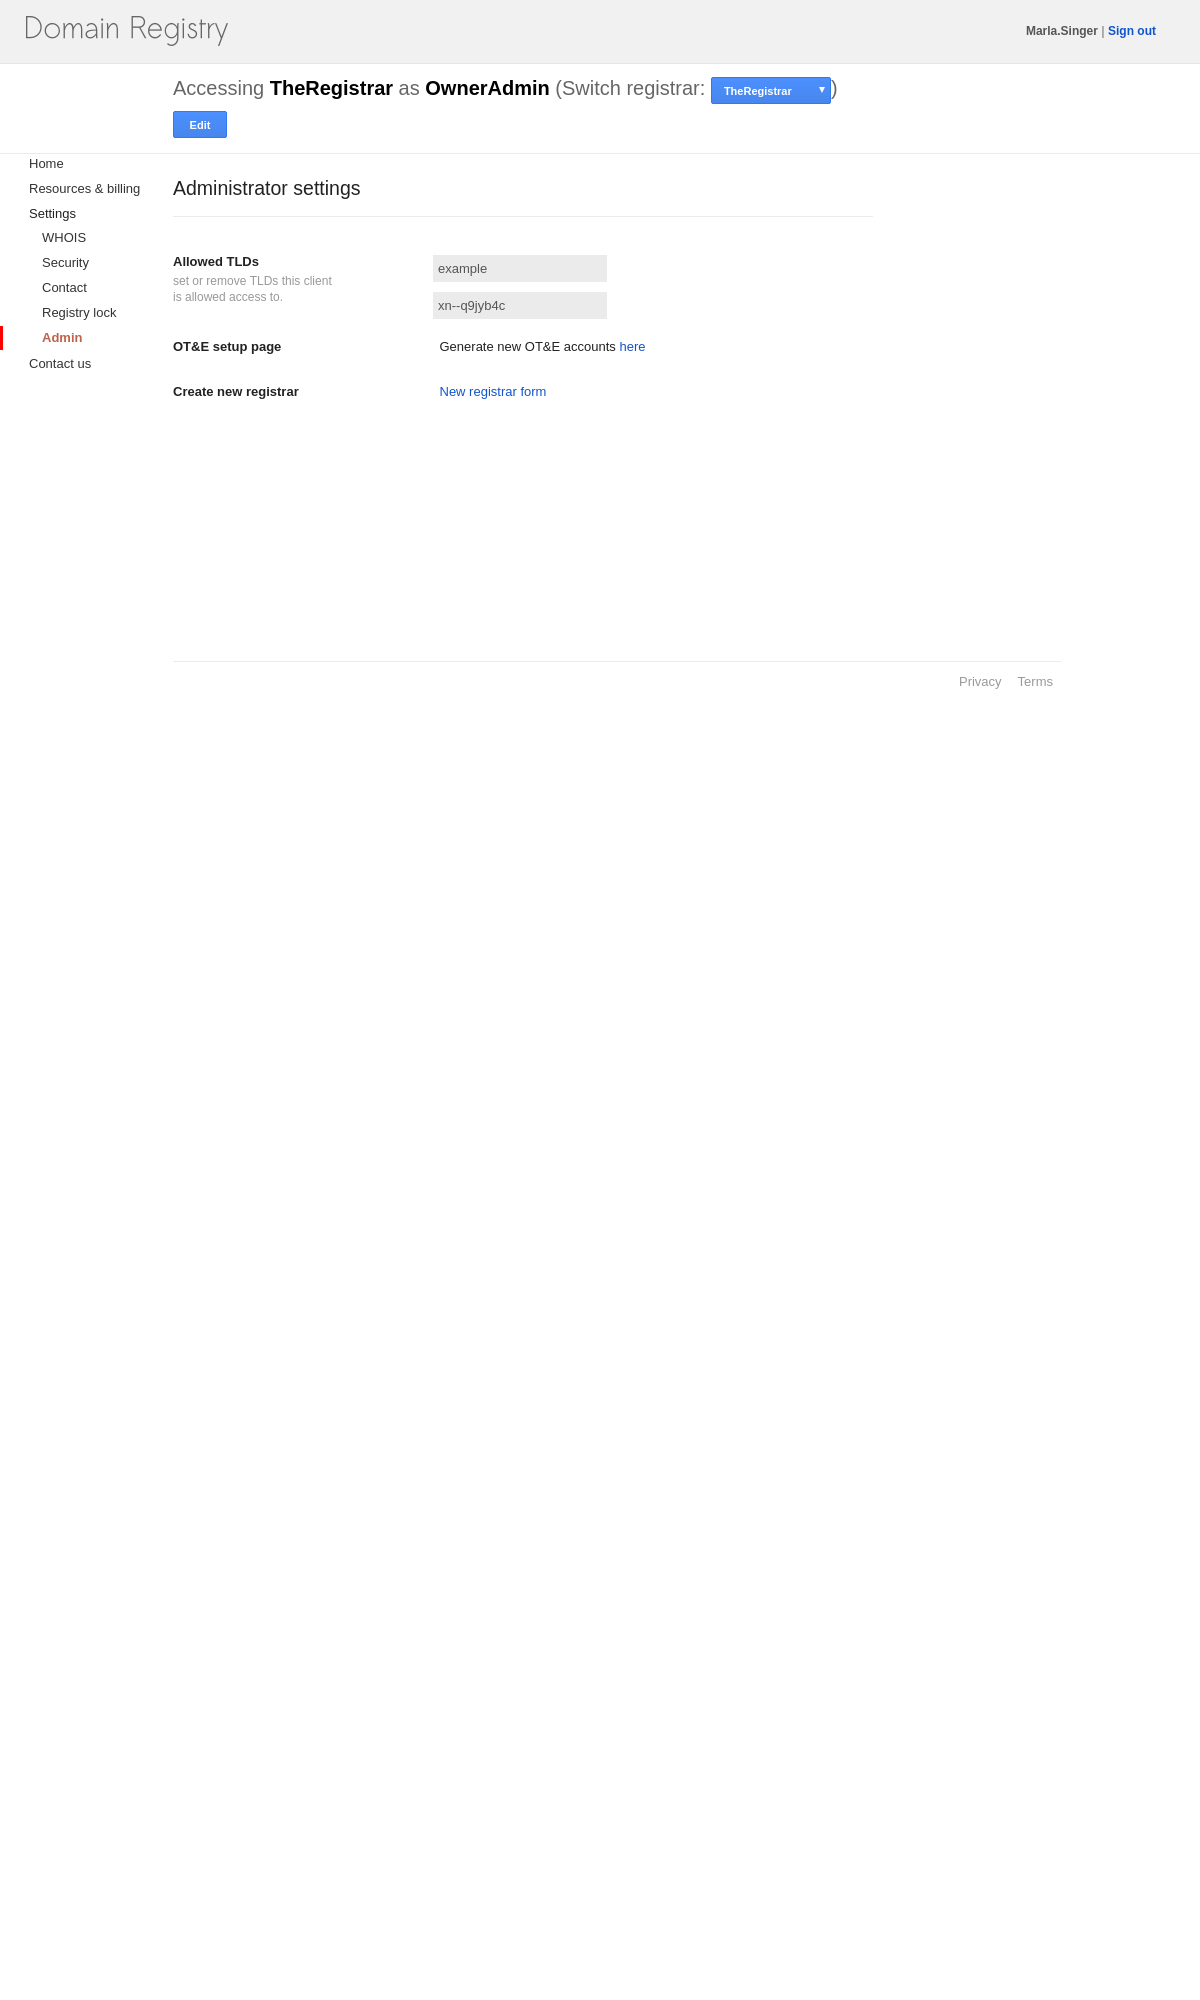 Domain Registry
Marla.Singer | Sign out
Accessing TheRegistrar as OwnerAdmin (Switch registrar: TheRegistrar ▼)
Edit
Home
Resources & billing
Settings
WHOIS
Security
Contact
Registry lock
Admin
Contact us
Administrator settings
Allowed TLDs
set or remove TLDs this client
is allowed access to.
example
xn--q9jyb4c
OT&E setup page
Generate new OT&E accounts here
Create new registrar
New registrar form
Privacy Terms